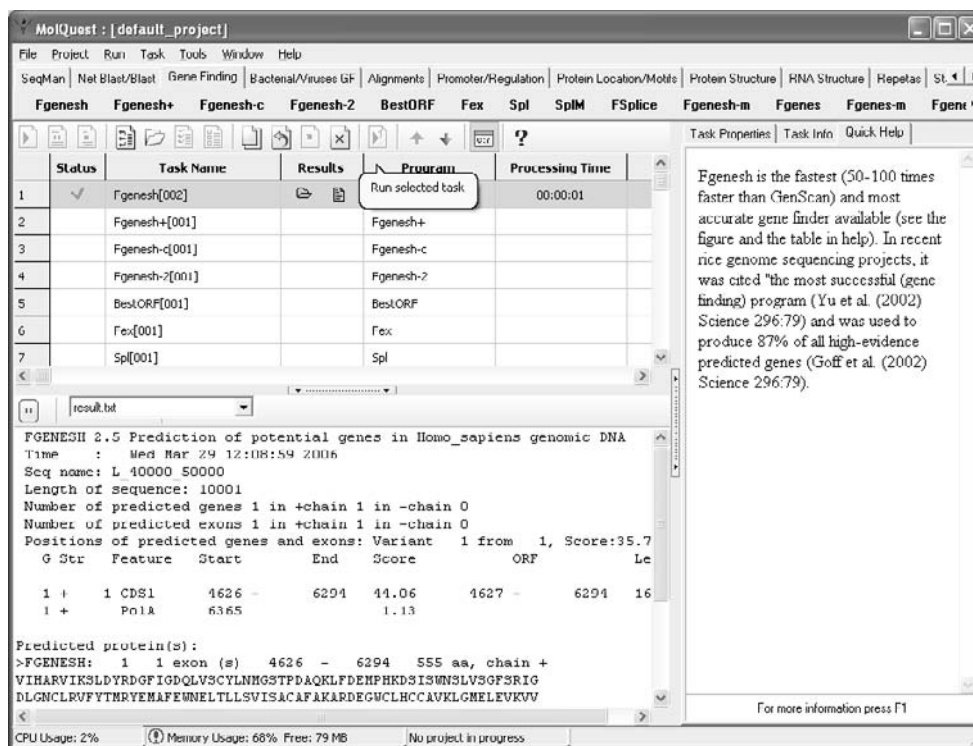 MolQuest : [default_project]
File Project Run Task Tools Window Help
SeqMan Net Blast/Blast Gene Finding Bacterial/Viruses GF Alignments Promoter/Regulation Protein Location/Motifs Protein Structure RNA Structure Repetas St.
Fgenesh Fgenesh+ Fgenesh-c Fgenesh-2 BestORF Fex Spl SplM FSplice Fgenesh-m Fgenes Fgenes-m Fgene
Status Task Name Results Program Processing Time
Run selected task
1 Fgenesh[002] 00:00:01
2 Fgenesh+[001] Fgenesh+
3 Fgenesh-c[001] Fgenesh-c
4 Fgenesh-2[001] Fgenesh-2
5 BestORF[001] BestORF
6 Fex[001] Fex
7 Spl[001] Spl
result.txt
FGENESH 2.5 Prediction of potential genes in Homo_sapiens genomic DNA
Time : Wed Mar 29 12:08:59 2006
Seq name: L_40000_50000
Length of sequence: 10001
Number of predicted genes 1 in +chain 1 in -chain 0
Number of predicted exons 1 in +chain 1 in -chain 0
Positions of predicted genes and exons: Variant 1 from 1, Score:35.7
G Str Feature Start End Score ORF Le
1 + 1 CDS1 4626 - 6294 44.06 4627 - 6294 16
1 + PolA 6365 1.13
Predicted protein(s):
>FGENESH: 1 1 exon (s) 4626 - 6294 555 aa, chain +
VIHARVIKSLDYRDGFIGDQLVSCYLNMGSTPDAQKLFDEMPHKDSISWNSLVSGFSRIG
DLGNCLRVFYTMRYEMAFEWNELTLLSVISACAFAKARDEGWCLHCCAVKLGMELEVKVV
Task Properties Task Info Quick Help
Fgenesh is the fastest (50-100 times
faster than GenScan) and most
accurate gene finder available (see the
figure and the table in help). In recent
rice genome sequencing projects, it
was cited "the most successful (gene
finding) program (Yu et al. (2002)
Science 296:79) and was used to
produce 87% of all high-evidence
predicted genes (Goff et al. (2002)
Science 296:79).
For more information press F1
CPU Usage: 2% Memory Usage: 68% Free: 79 MB No project in progress